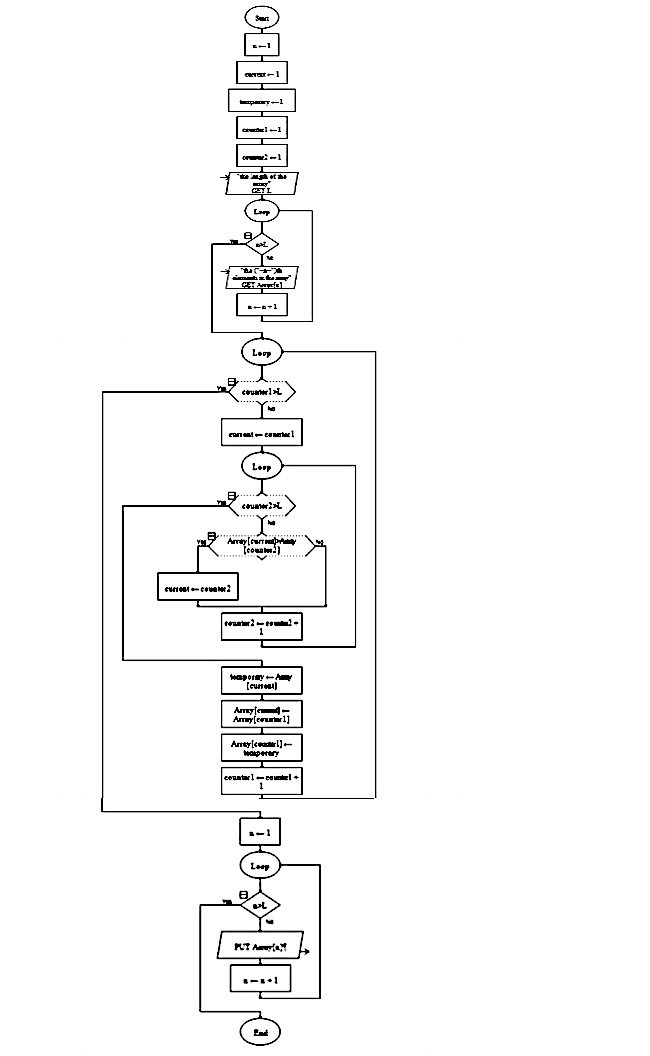 Start
n ← 1
current ← 1
temporary ← 1
counter1 ← 1
counter2 ← 1
"the length of the
array"
GET L
Loop
n>L
Yes
No
"the ("+n+")th
elements in the array"
GET Array[n]
n ← n + 1
Loop
counter1>L
Yes
No
current ← counter1
Loop
counter2>L
Yes
No
Array[current]>Array
[counter2]
Yes
No
current ← counter2
counter2 ← counter2 +
1
temporary ← Array
[current]
Array[current] ←
Array[counter1]
Array[counter1] ←
temporary
counter1 ← counter1 +
1
n ← 1
Loop
n>L
Yes
No
PUT Array[n]¶
n ← n + 1
End